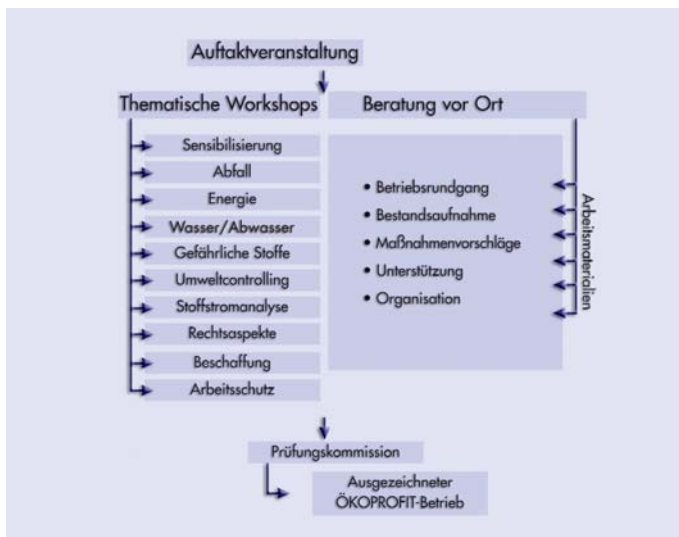 Auftaktveranstaltung
Thematische Workshops
Sensibilisierung
Abfall
Energie
Wasser/Abwasser
Gefährliche Stoffe
Umweltcontrolling
Stoffstromanalyse
Rechtsaspekte
Beschaffung
Arbeitsschutz
Beratung vor Ort
• Betriebsrundgang
• Bestandsaufnahme
• Maßnahmenvorschläge
• Unterstützung
• Organisation
Arbeitsmaterialien
Prüfungskommission
Ausgezeichneter
ÖKOPROFIT-Betrieb